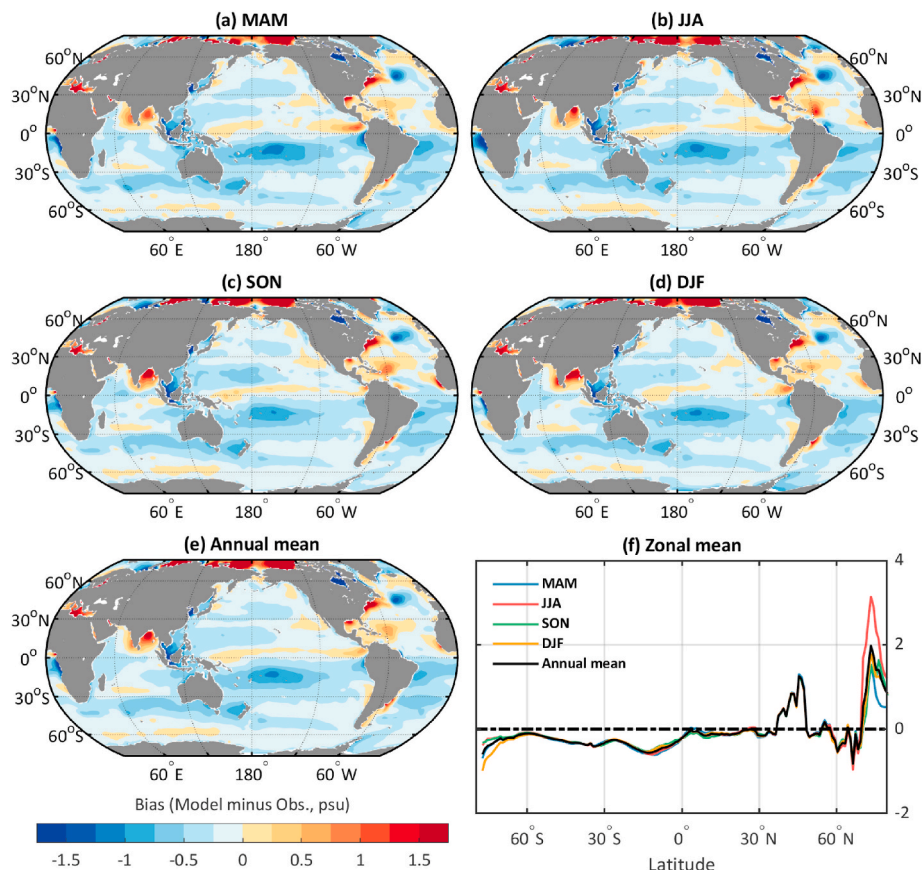 (a) MAM
(b) JJA
60°N
30°N
0°
30°S
60°S
60°E
180°
60°W
60°N
30°N
0°
30°S
60°S
60°E
180°
60°W
(c) SON
(d) DJF
60°N
30°N
0°
30°S
60°S
60°E
180°
60°W
60°N
30°N
0°
30°S
60°S
60°E
180°
60°W
(e) Annual mean
(f) Zonal mean
60°N
30°N
0°
30°S
60°S
60°E
180°
60°W
MAM
JJA
SON
DJF
Annual mean
4
2
0
-2
60°S
30°S
0°
30°N
60°N
Latitude
Bias (Model minus Obs., psu)
-1.5
-1
-0.5
0
0.5
1
1.5